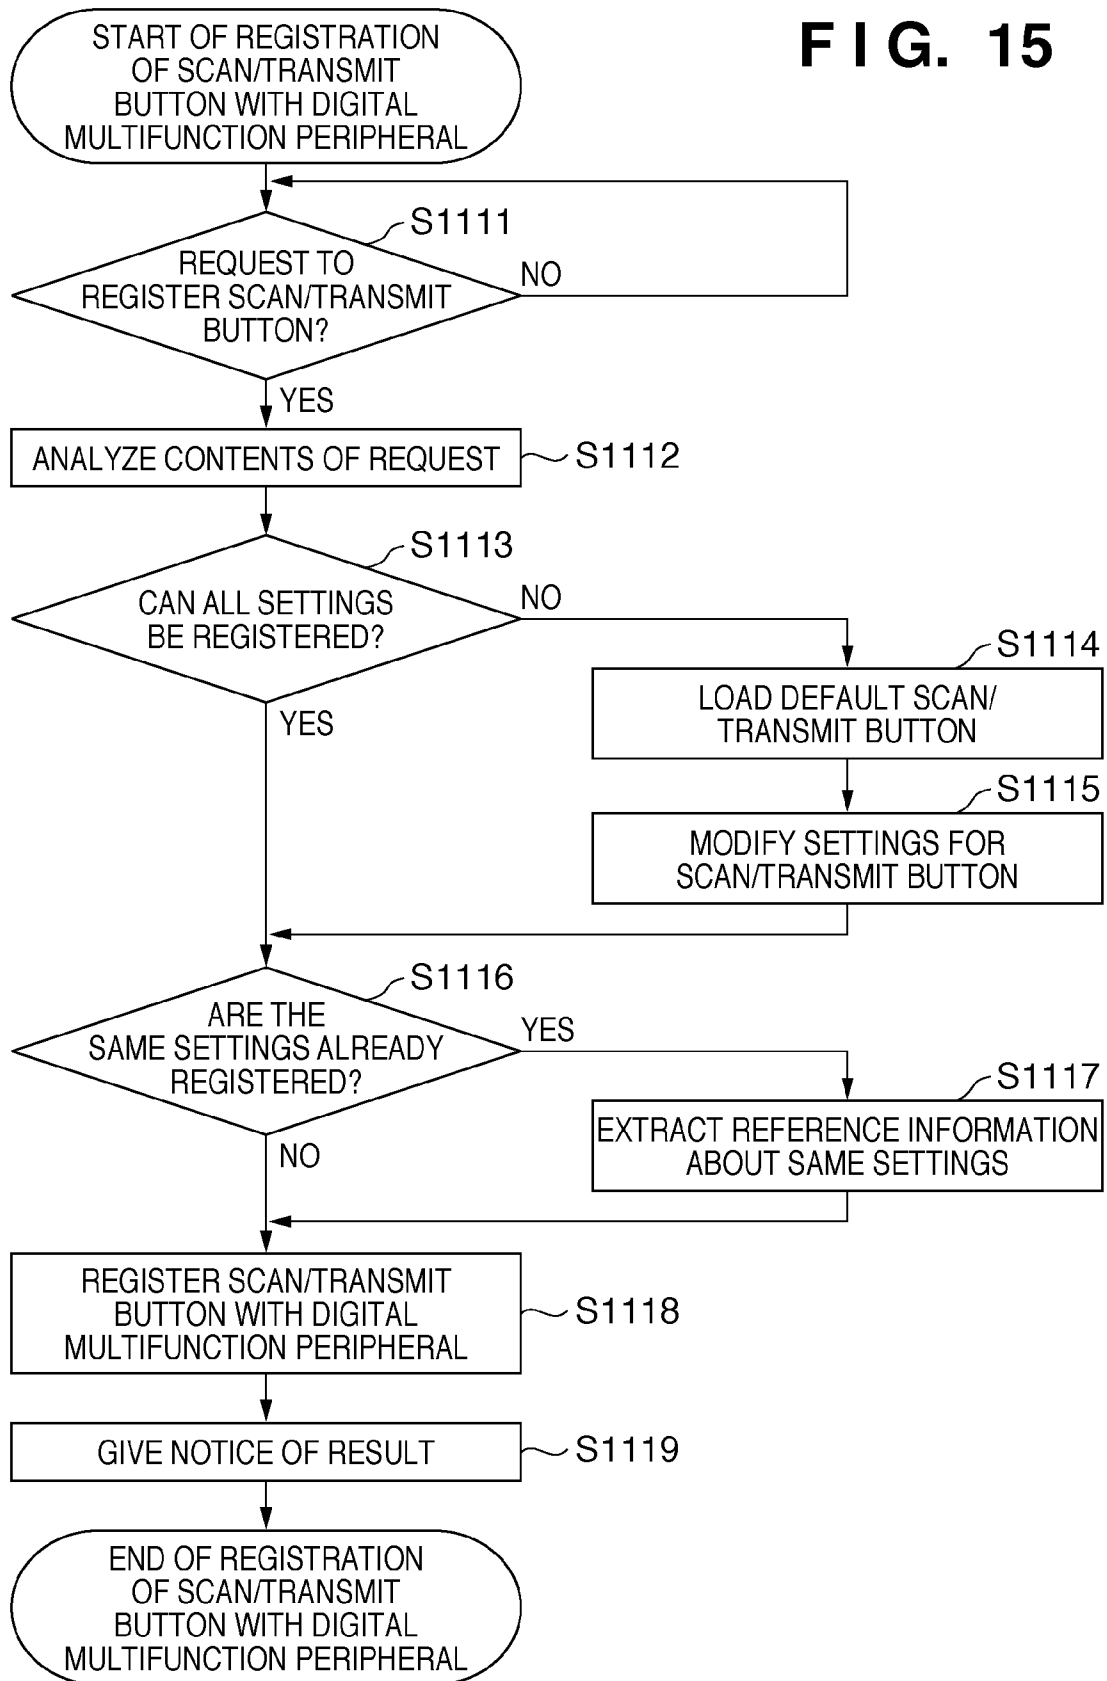 START OF REGISTRATION
OF SCAN/TRANSMIT
BUTTON WITH DIGITAL
MULTIFUNCTION PERIPHERAL
FIG. 15
S1111
REQUEST TO
REGISTER SCAN/TRANSMIT
BUTTON?
NO
YES
ANALYZE CONTENTS OF REQUEST
S1112
S1113
CAN ALL SETTINGS
BE REGISTERED?
NO
YES
S1114
LOAD DEFAULT SCAN/
TRANSMIT BUTTON
S1115
MODIFY SETTINGS FOR
SCAN/TRANSMIT BUTTON
S1116
ARE THE
SAME SETTINGS ALREADY
REGISTERED?
YES
NO
S1117
EXTRACT REFERENCE INFORMATION
ABOUT SAME SETTINGS
REGISTER SCAN/TRANSMIT
BUTTON WITH DIGITAL
MULTIFUNCTION PERIPHERAL
S1118
GIVE NOTICE OF RESULT
S1119
END OF REGISTRATION
OF SCAN/TRANSMIT
BUTTON WITH DIGITAL
MULTIFUNCTION PERIPHERAL